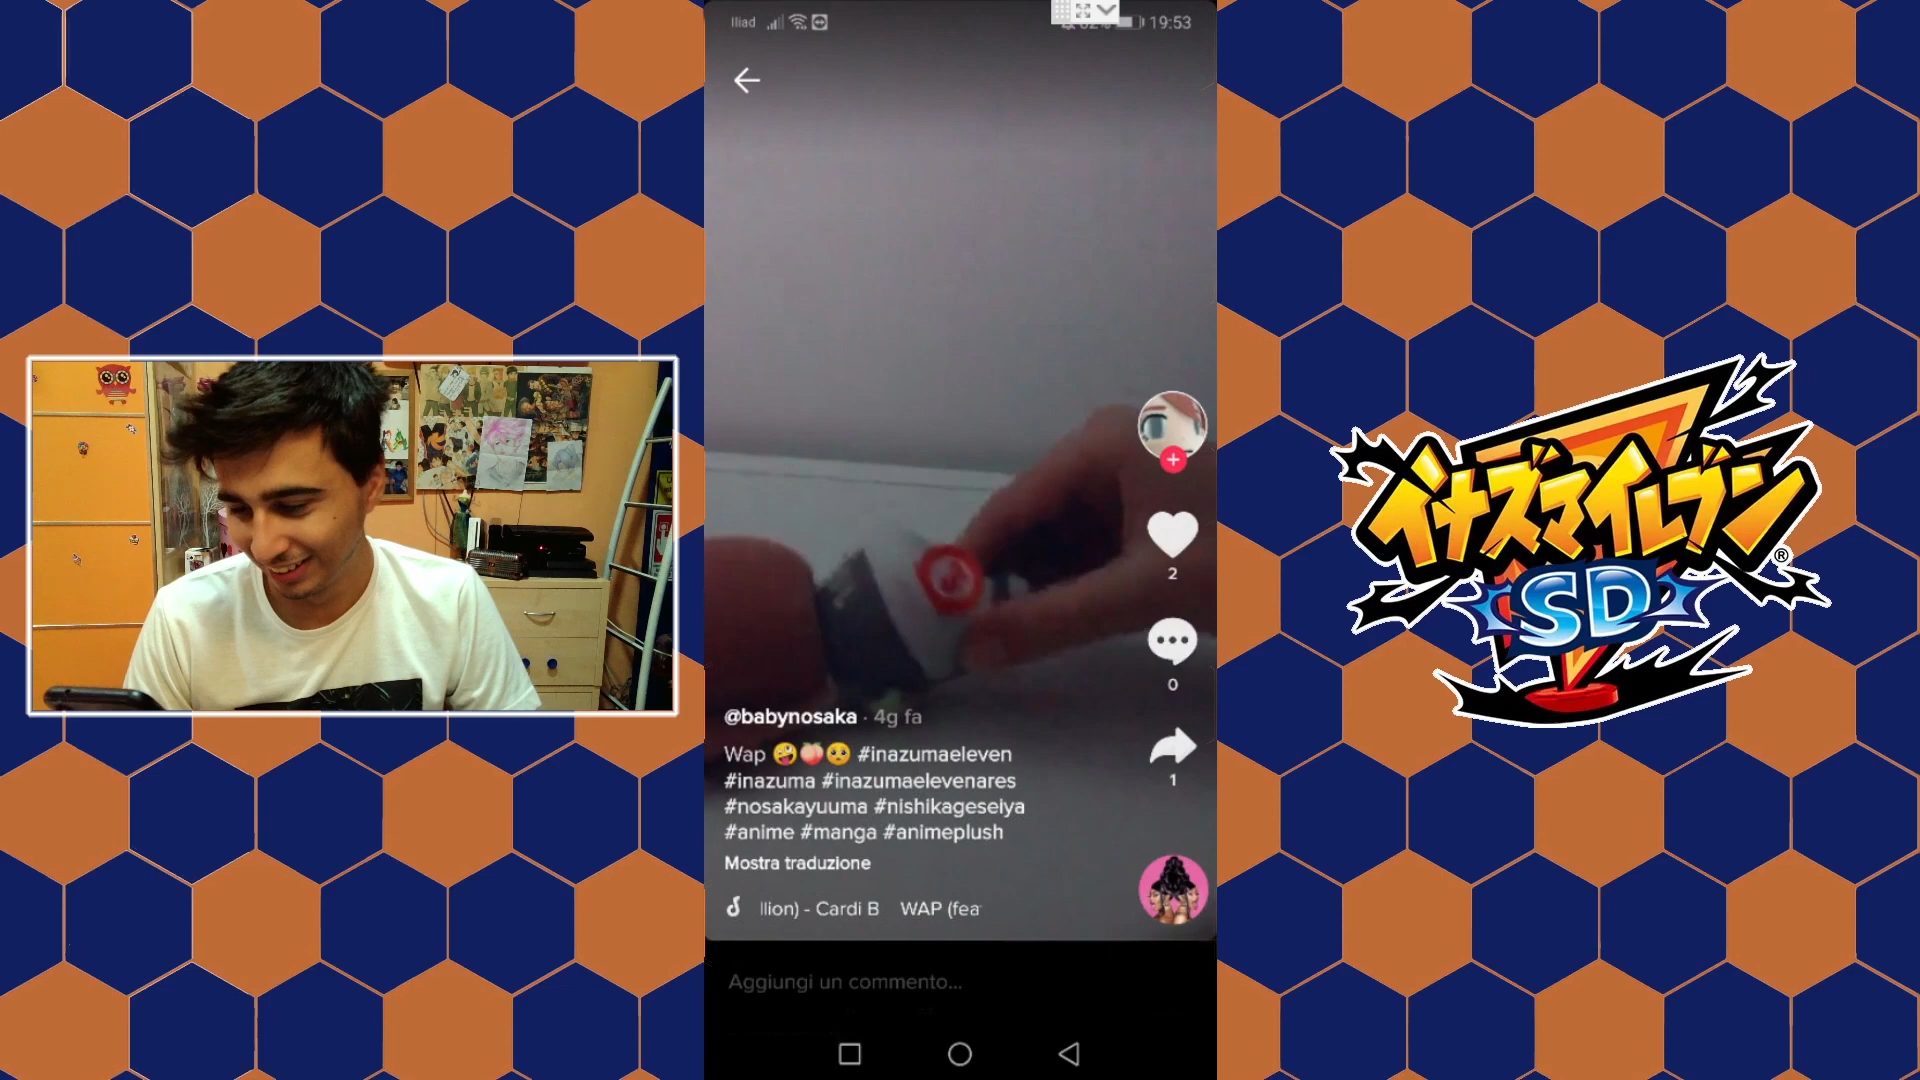 Iliad
19:53
2
0
@babynosaka · 4g fa
Wap 🤪🍑🥺 #inazumaeleven
#inazuma #inazumaelevenares
#nosakayuuma #nishikageseiya
#anime #manga #animeplush
1
Mostra traduzione
llion) - Cardi B WAP (fea
Aggiungi un commento...
イナズマイレブン
®
SD